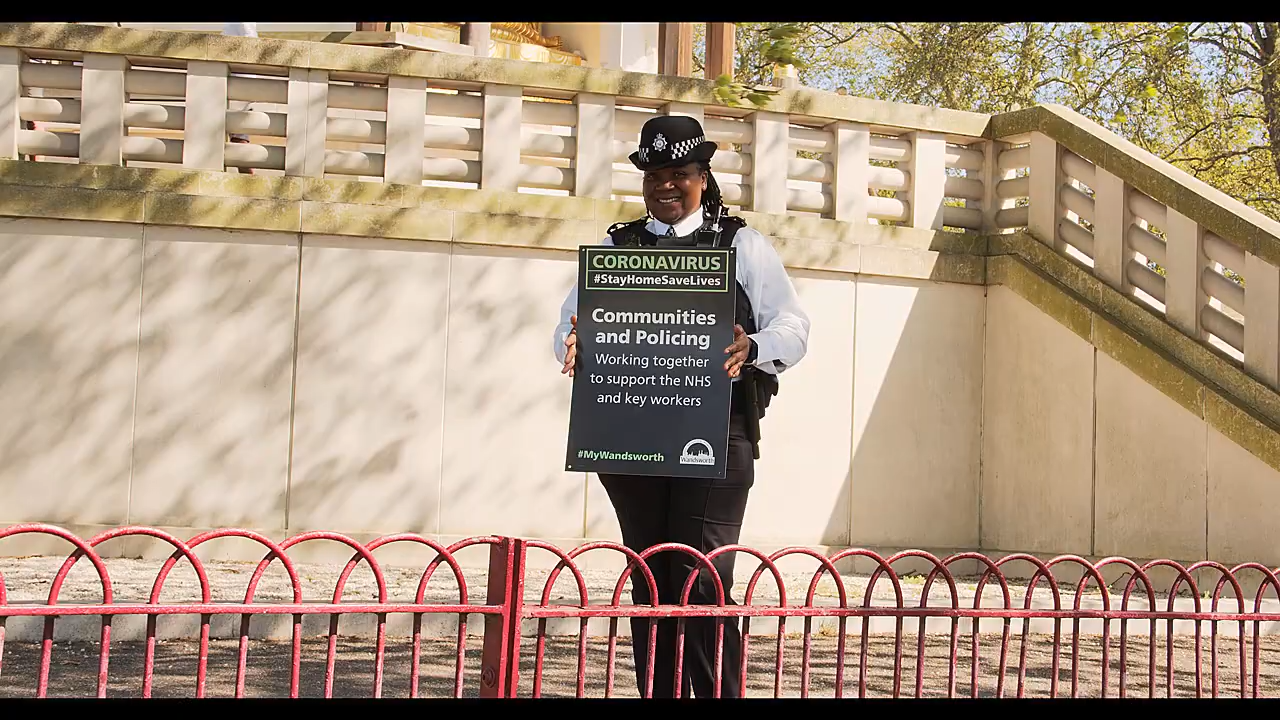 CORONAVIRUS
#StayHomeSaveLives
Communities
and Policing
Working together
to support the NHS
and key workers
#MyWandsworth
Wandsworth